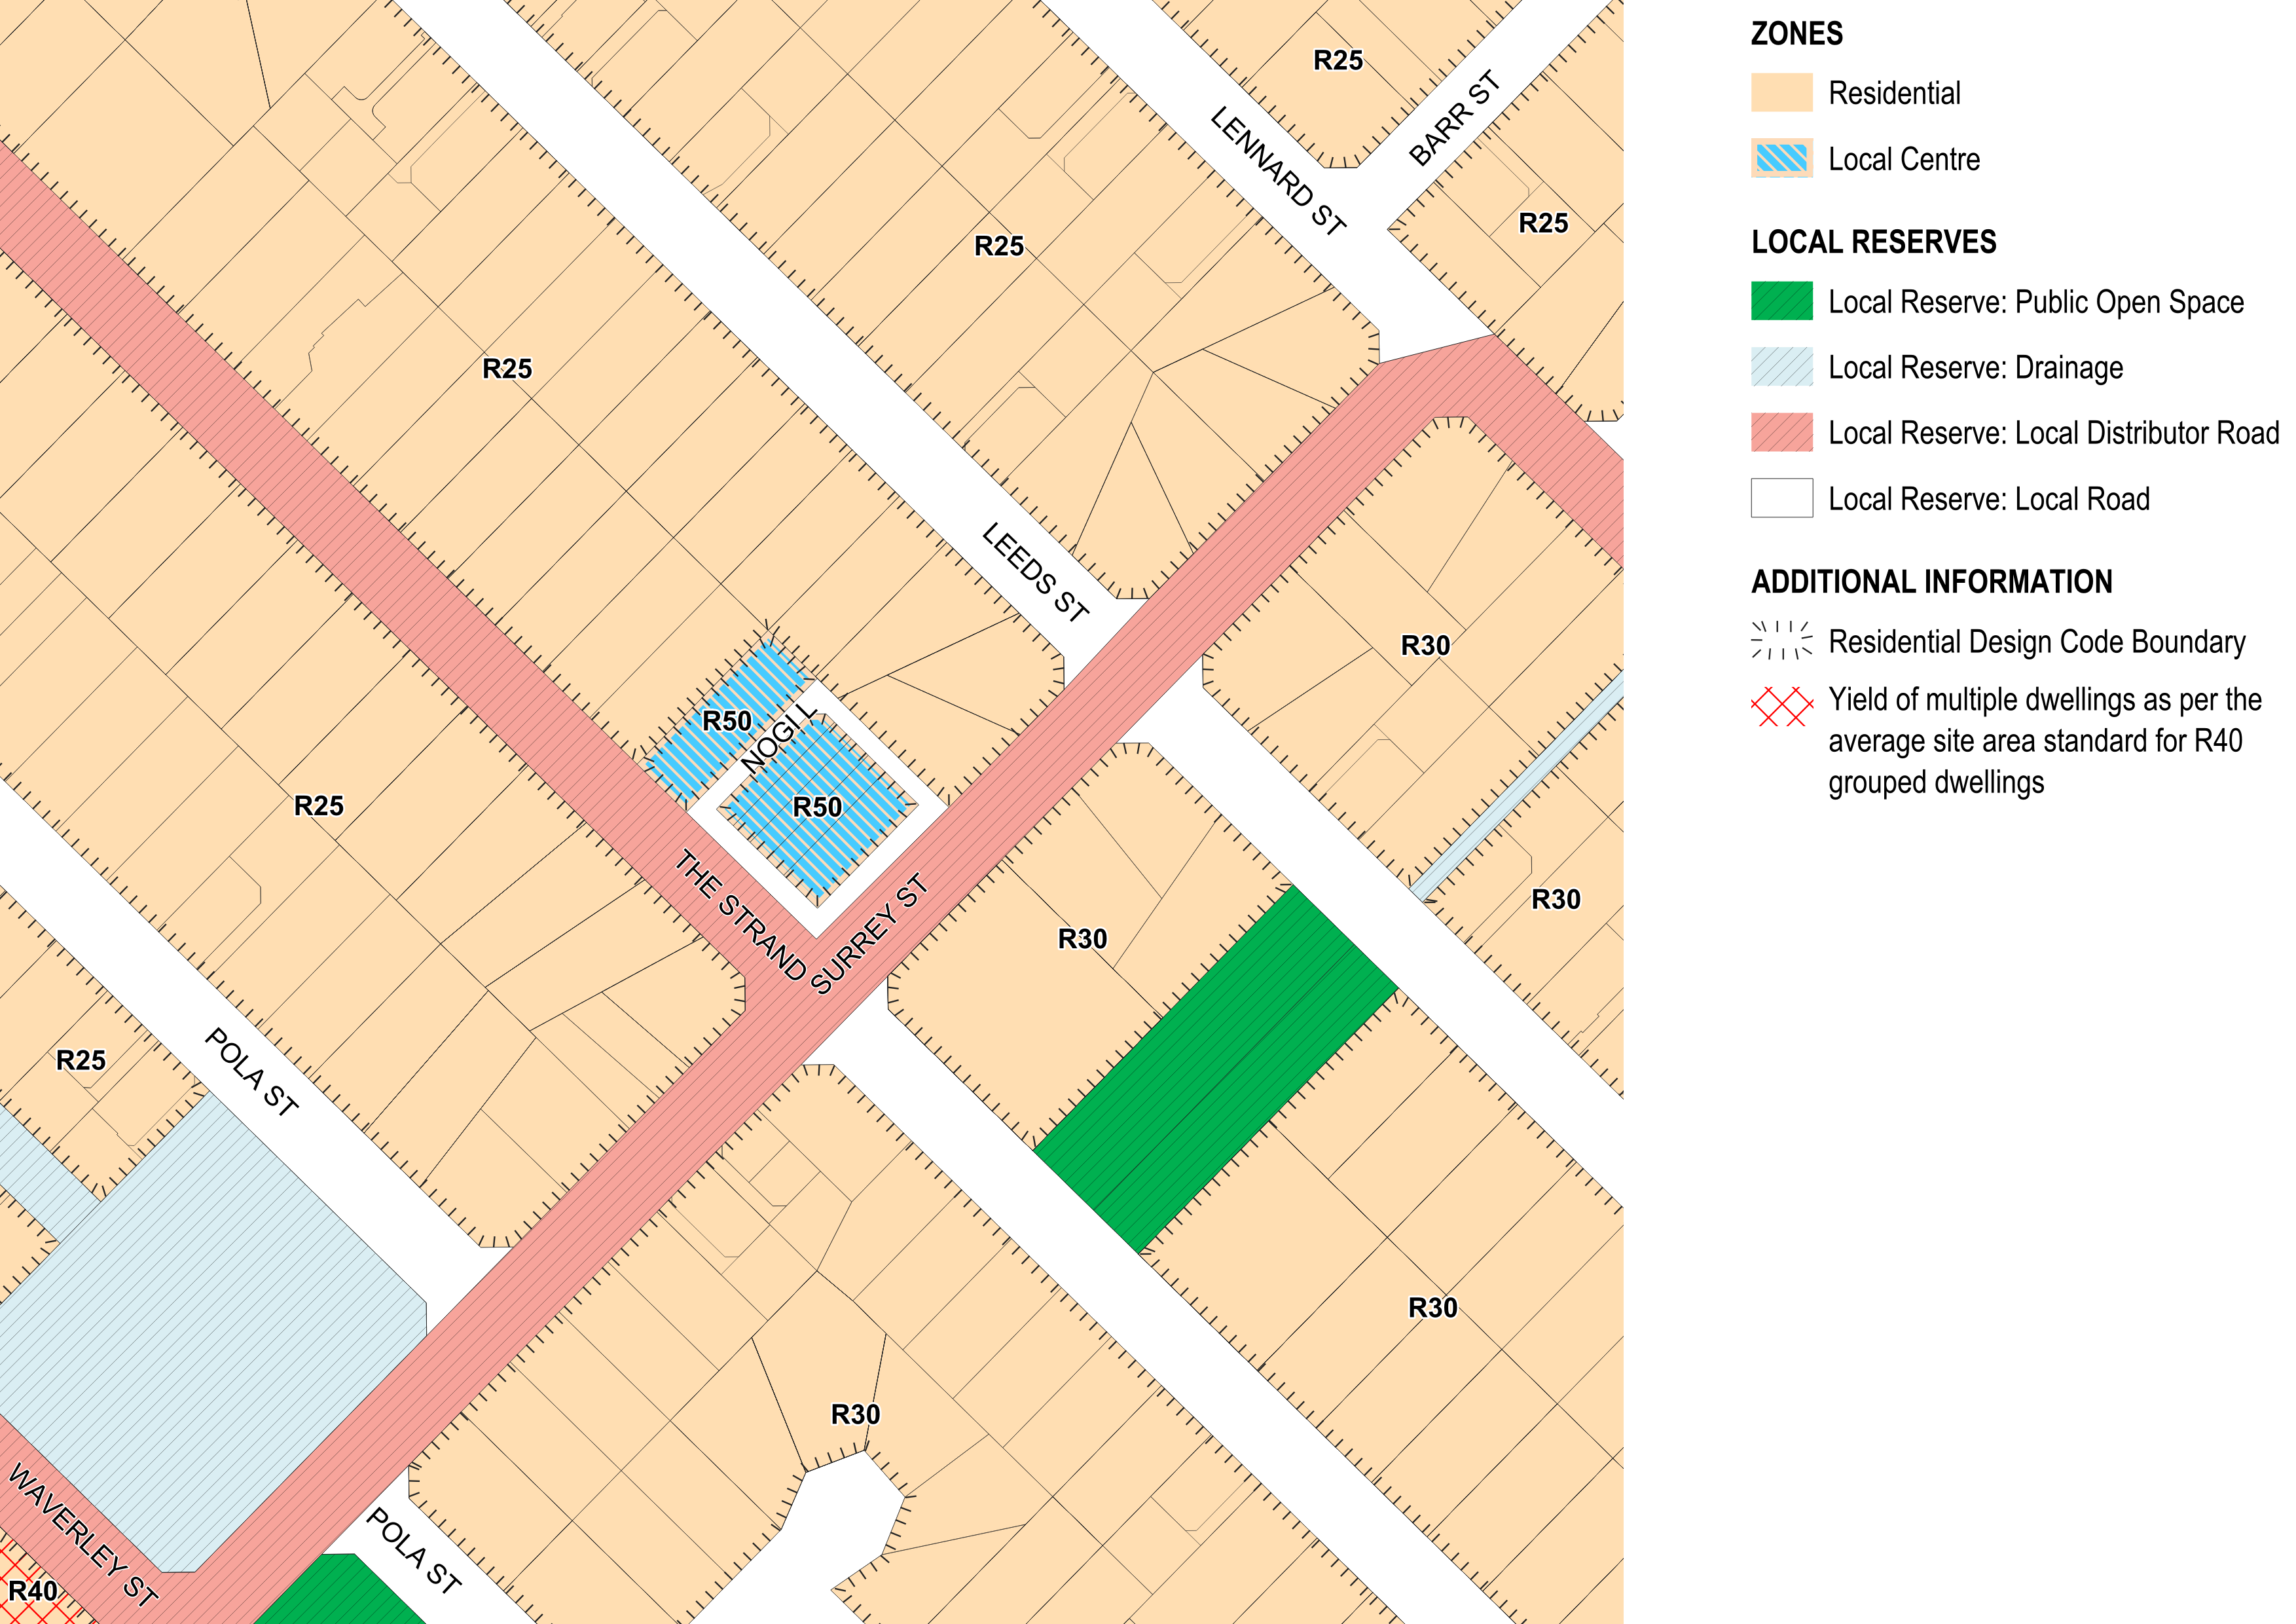 R25
BARR ST
LENNARD ST
R25
R25
R25
LEEDS ST
R30
R50
NOGI L
R50
R25
THE STRAND
SURREY ST
R30
R30
R25
POLA ST
R30
R30
WAVERLEY ST
POLA ST
R40
ZONES
Residential
Local Centre
LOCAL RESERVES
Local Reserve: Public Open Space
Local Reserve: Drainage
Local Reserve: Local Distributor Road
Local Reserve: Local Road
ADDITIONAL INFORMATION
Residential Design Code Boundary
Yield of multiple dwellings as per the
average site area standard for R40
grouped dwellings